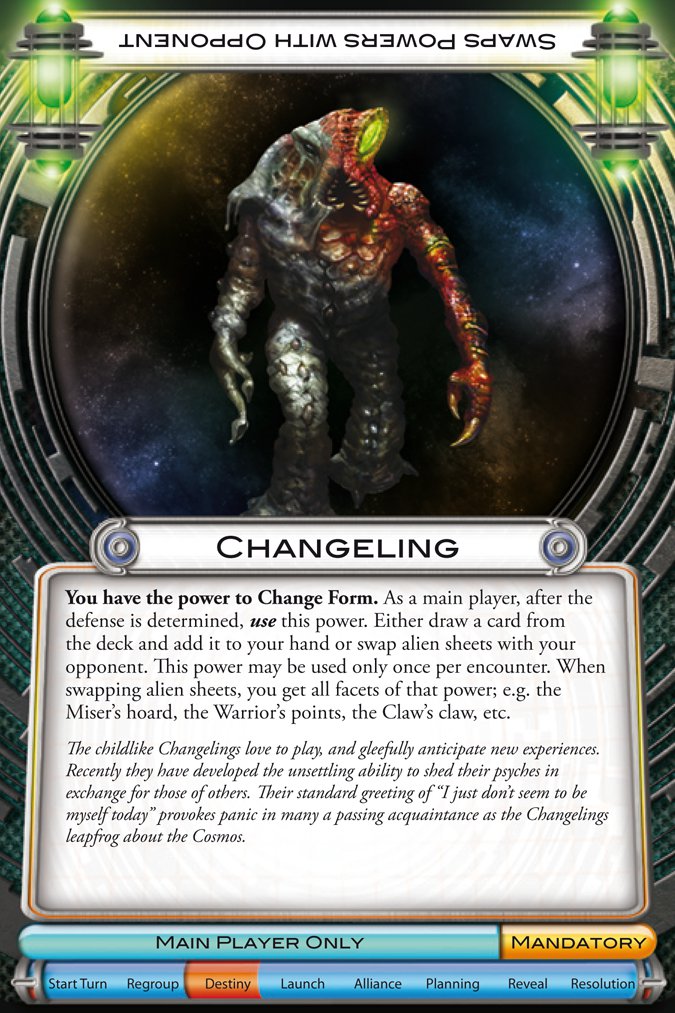 Swaps Powers with Opponent
Changeling
You have the power to Change Form. As a main player, after the
defense is determined, use this power. Either draw a card from
the deck and add it to your hand or swap alien sheets with your
opponent. This power may be used only once per encounter. When
swapping alien sheets, you get all facets of that power; e.g. the
Miser’s hoard, the Warrior’s points, the Claw’s claw, etc.
The childlike Changelings love to play, and gleefully anticipate new experiences.
Recently they have developed the unsettling ability to shed their psyches in
exchange for those of others. Their standard greeting of “I just don’t seem to be
myself today” provokes panic in many a passing acquaintance as the Changelings
leapfrog about the Cosmos.
Main Player Only Mandatory
Start Turn Regroup Destiny Launch Alliance Planning Reveal Resolution